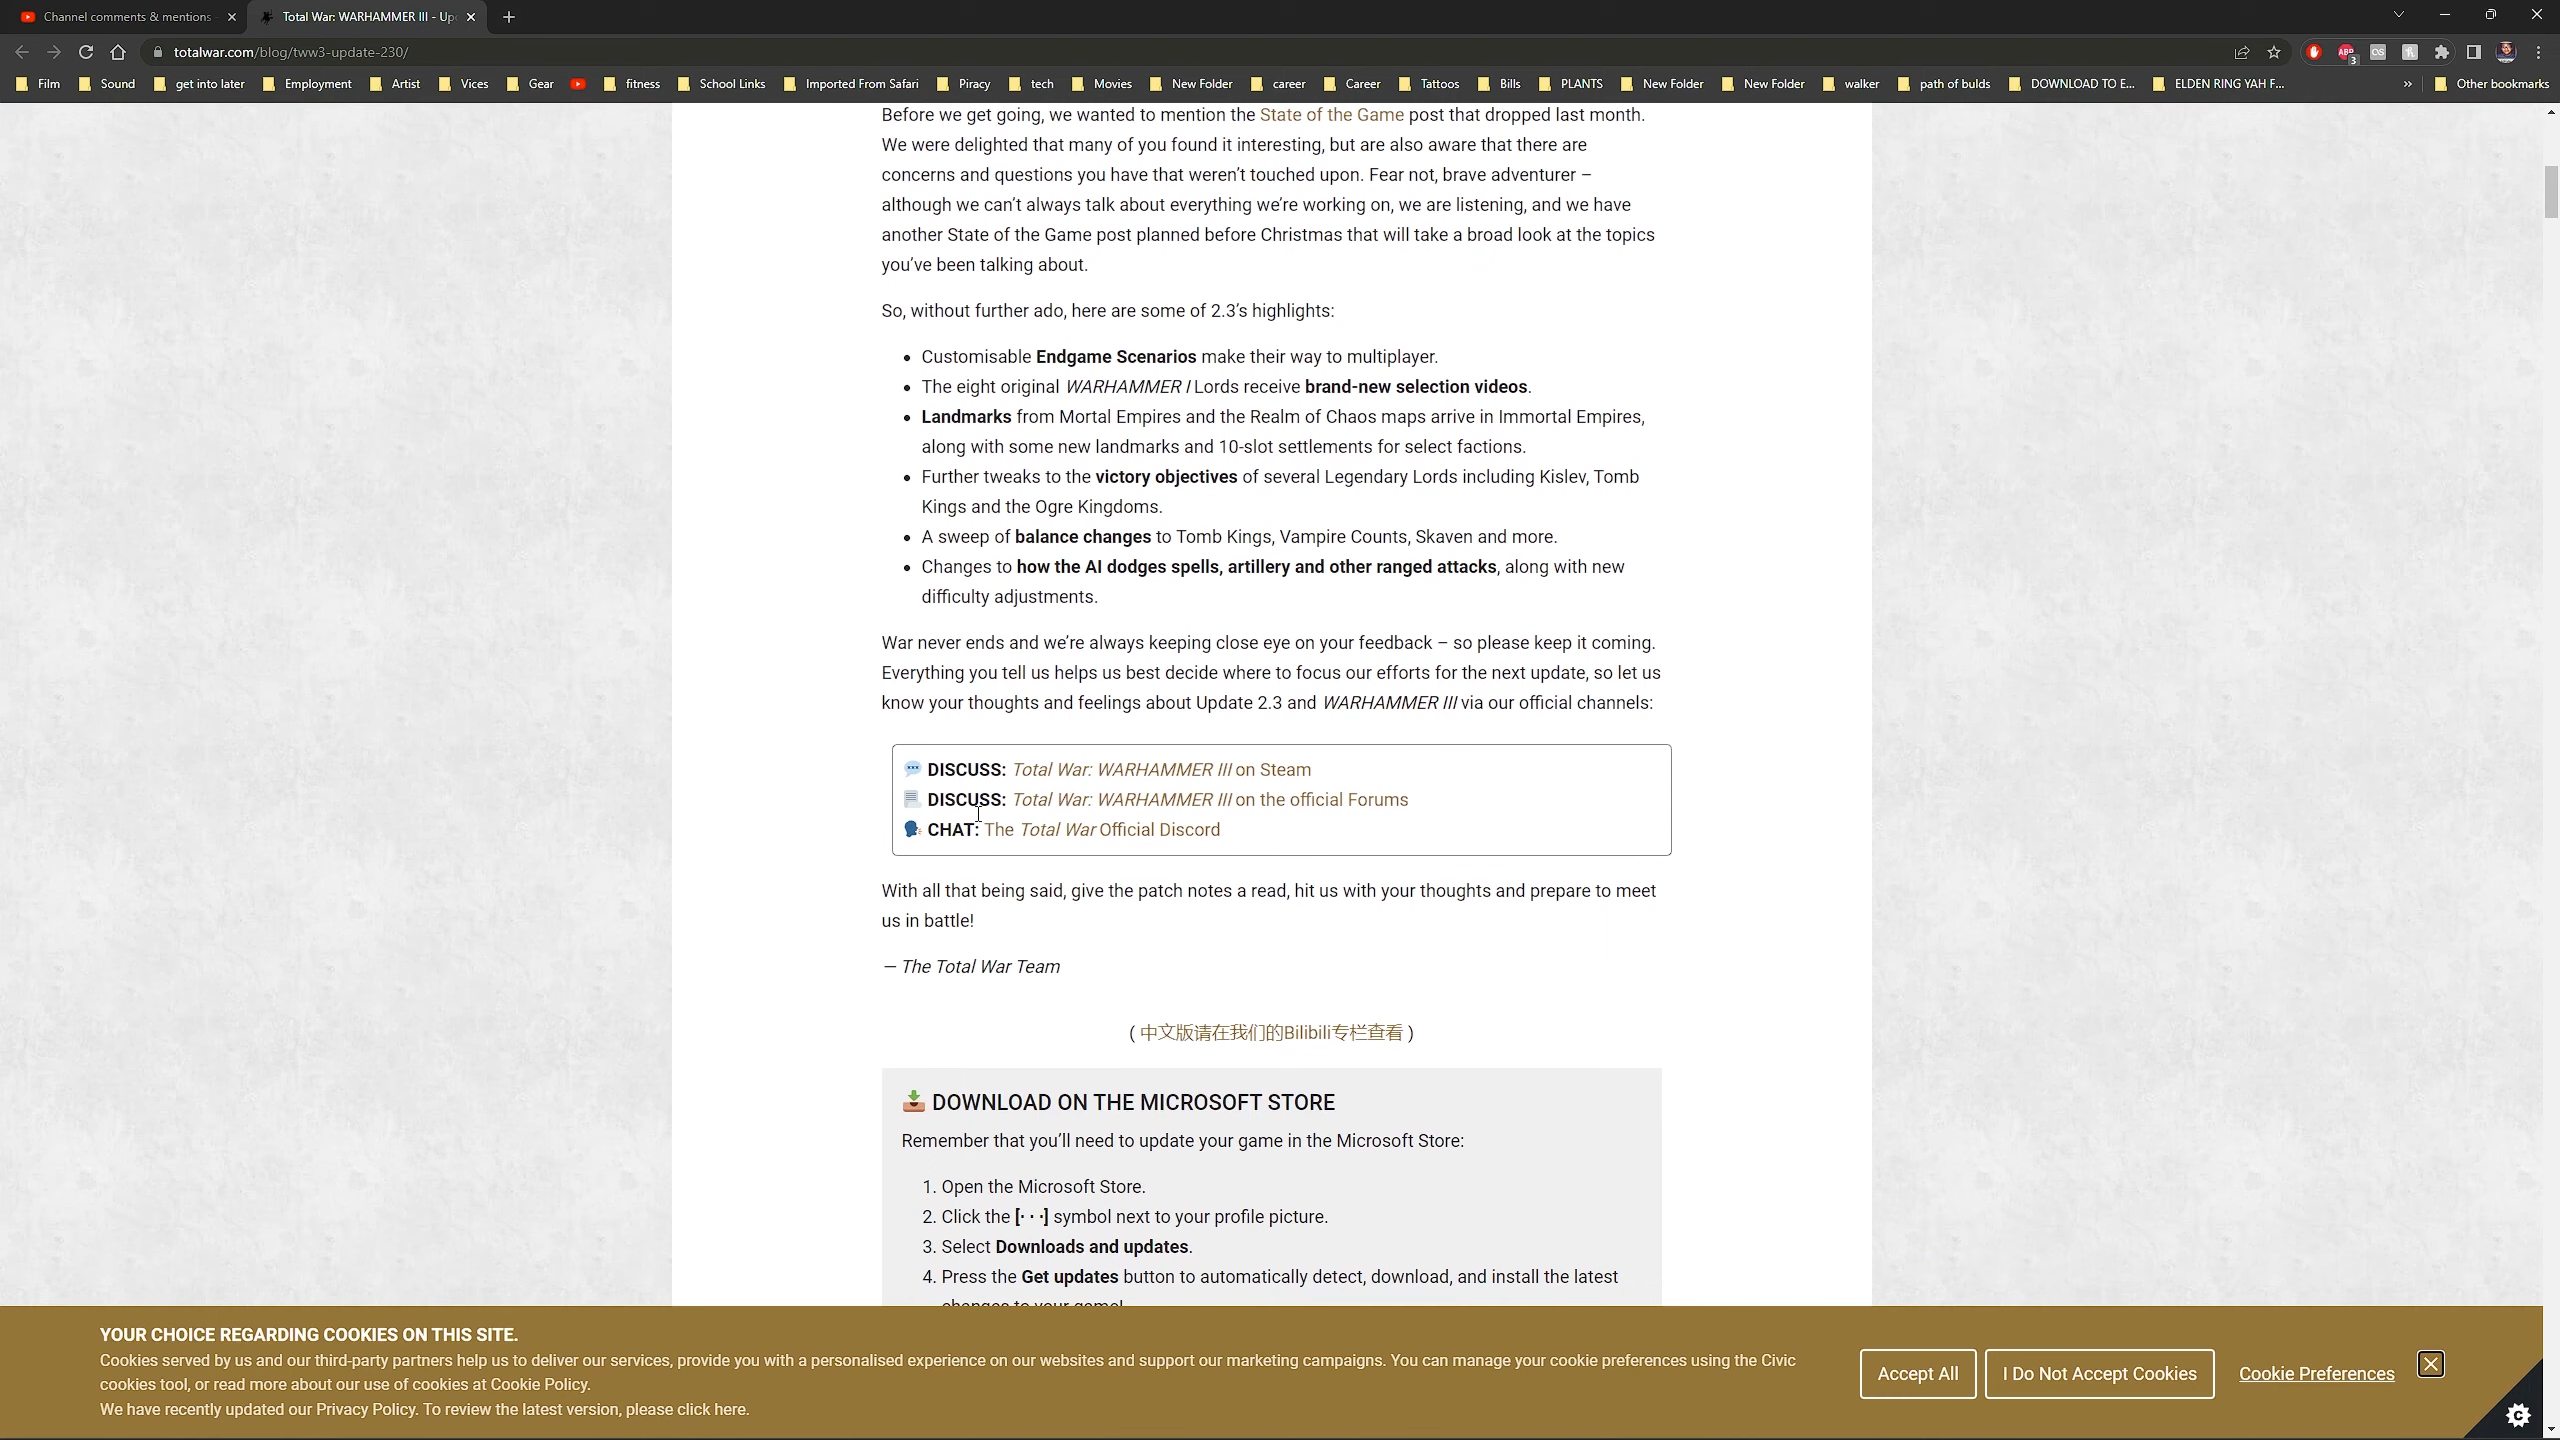 Channel comments & mentions
Total War: WARHAMMER III - Up
totalwar.com/blog/tww3-update-230/
Film Sound get into later Employment Artist Vices Gear fitness School Links Imported From Safari Piracy tech Movies New Folder career Career Tattoos Bills PLANTS New Folder New Folder walker path of bulds DOWNLOAD TO E... ELDEN RING YAH F... » Other bookmarks
Before we get going, we wanted to mention the State of the Game post that dropped last month.
We were delighted that many of you found it interesting, but are also aware that there are
concerns and questions you have that weren't touched upon. Fear not, brave adventurer –
although we can't always talk about everything we're working on, we are listening, and we have
another State of the Game post planned before Christmas that will take a broad look at the topics
you've been talking about.
So, without further ado, here are some of 2.3's highlights:
• Customisable Endgame Scenarios make their way to multiplayer.
• The eight original WARHAMMER I Lords receive brand-new selection videos.
• Landmarks from Mortal Empires and the Realm of Chaos maps arrive in Immortal Empires,
along with some new landmarks and 10-slot settlements for select factions.
• Further tweaks to the victory objectives of several Legendary Lords including Kislev, Tomb
Kings and the Ogre Kingdoms.
• A sweep of balance changes to Tomb Kings, Vampire Counts, Skaven and more.
• Changes to how the AI dodges spells, artillery and other ranged attacks, along with new
difficulty adjustments.
War never ends and we're always keeping close eye on your feedback – so please keep it coming.
Everything you tell us helps us best decide where to focus our efforts for the next update, so let us
know your thoughts and feelings about Update 2.3 and WARHAMMER III via our official channels:
DISCUSS: Total War: WARHAMMER III on Steam
DISCUSS: Total War: WARHAMMER III on the official Forums
CHAT: The Total War Official Discord
With all that being said, give the patch notes a read, hit us with your thoughts and prepare to meet
us in battle!
— The Total War Team
( 中文版请在我们的Bilibili专栏查看 )
DOWNLOAD ON THE MICROSOFT STORE
Remember that you'll need to update your game in the Microsoft Store:
1. Open the Microsoft Store.
2. Click the [· · ·] symbol next to your profile picture.
3. Select Downloads and updates.
4. Press the Get updates button to automatically detect, download, and install the latest
changes to your game!
YOUR CHOICE REGARDING COOKIES ON THIS SITE.
Cookies served by us and our third-party partners help us to deliver our services, provide you with a personalised experience on our websites and support our marketing campaigns. You can manage your cookie preferences using the Civic
cookies tool, or read more about our use of cookies at Cookie Policy.
We have recently updated our Privacy Policy. To review the latest version, please click here.
Accept All
I Do Not Accept Cookies
Cookie Preferences